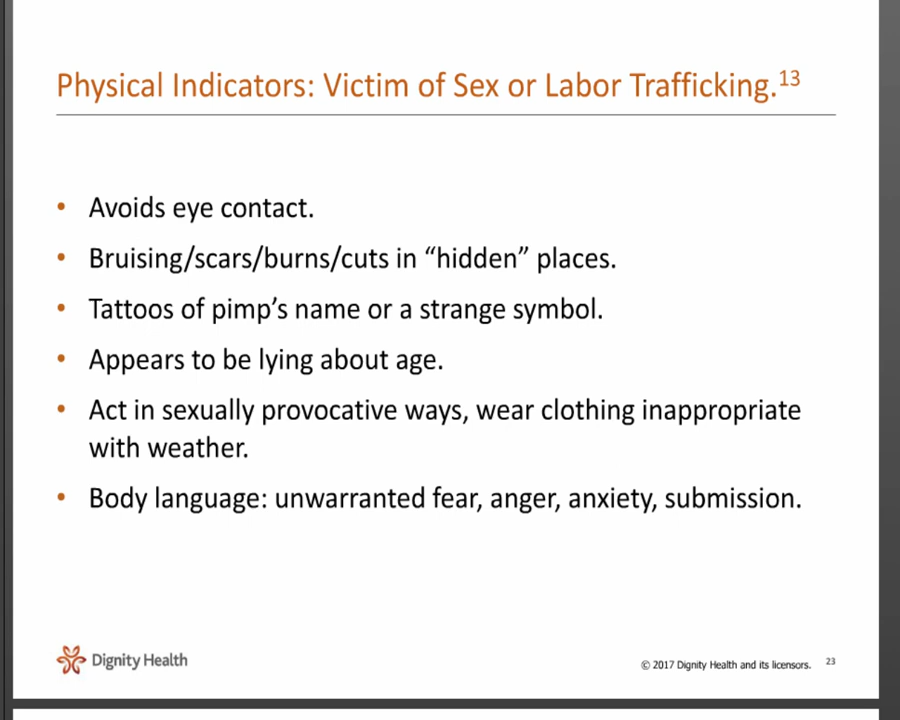 Physical Indicators: Victim of Sex or Labor Trafficking.13
• Avoids eye contact.
• Bruising/scars/burns/cuts in “hidden” places.
• Tattoos of pimp’s name or a strange symbol.
• Appears to be lying about age.
• Act in sexually provocative ways, wear clothing inappropriate
with weather.
• Body language: unwarranted fear, anger, anxiety, submission.
Dignity Health
© 2017 Dignity Health and its licensors. 23